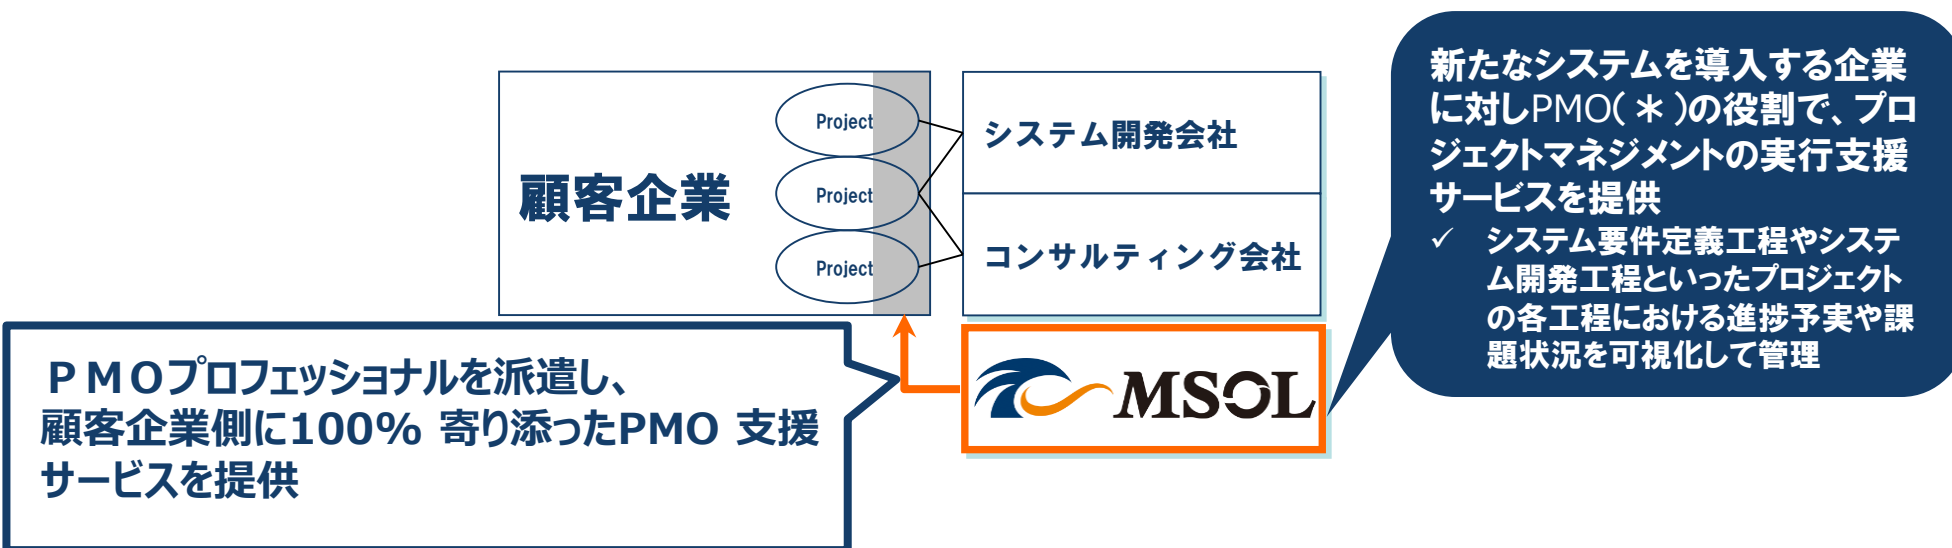 顧客企業
Project
Project
Project
システム開発会社
コンサルティング会社
MSOL
新たなシステムを導入する企業
に対しPMO(＊)の役割で、プロ
ジェクトマネジメントの実行支援
サービスを提供
✓ システム要件定義工程やシステ
ム開発工程といったプロジェクト
の各工程における進捗予実や課
題状況を可視化して管理
ＰＭＯプロフェッショナルを派遣し、
顧客企業側に100% 寄り添ったPMO 支援
サービスを提供